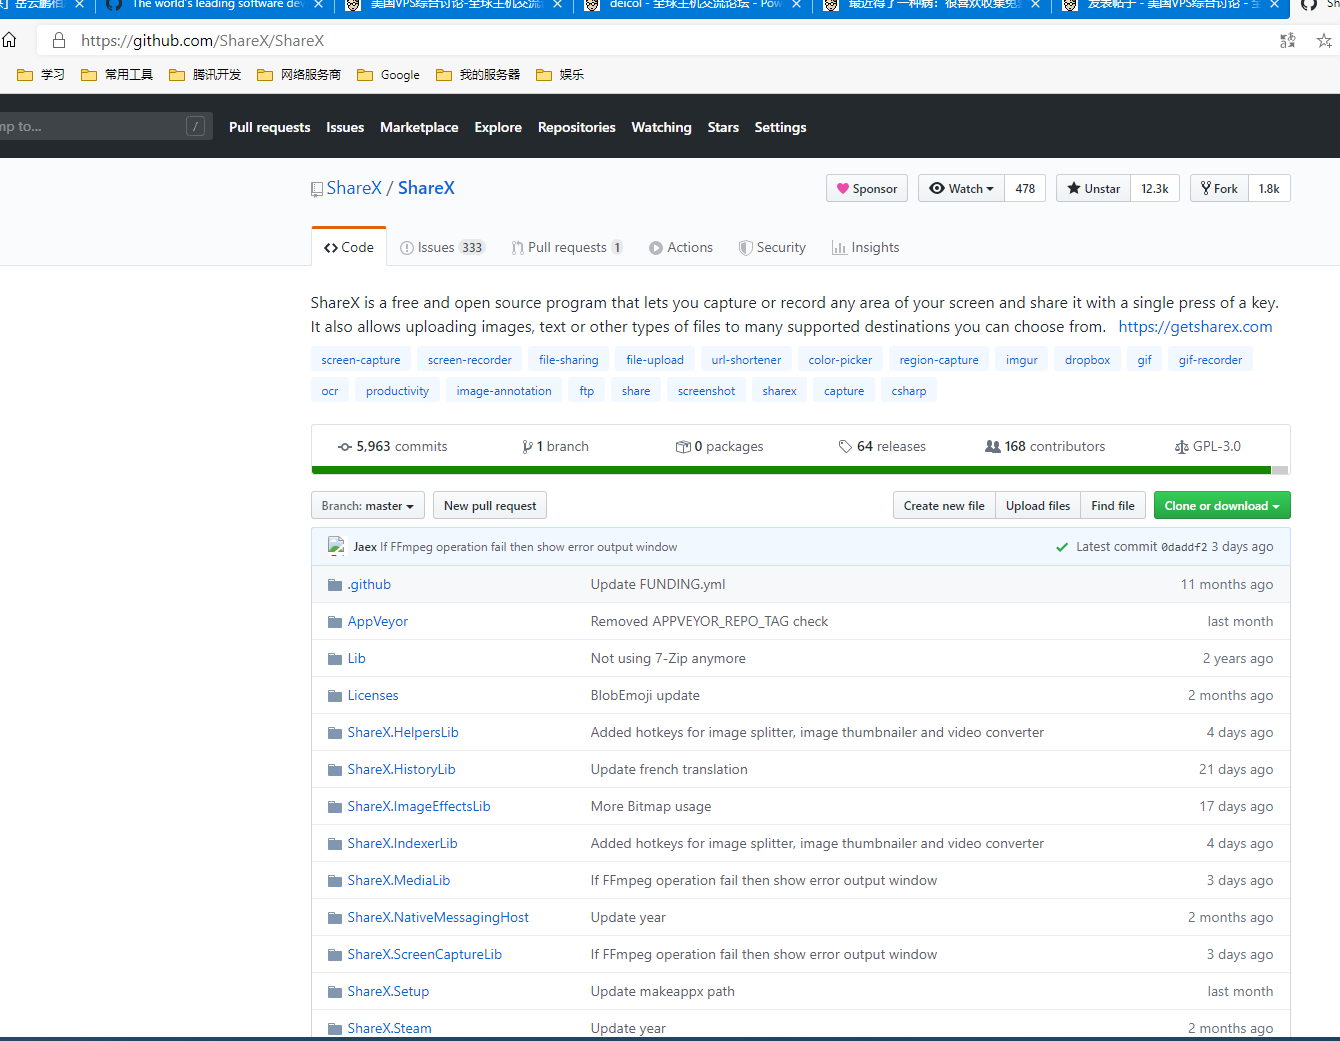 The world's leading software dev
美国VPS综合讨论-全球主机交流
deicol - 全球主机交流论坛 - Pow
最近得了一种病：很喜欢收集免
发表帖子 - 美国VPS综合讨论 - 全
Sh
https://github.com/ShareX/ShareX
学习 常用工具 腾讯开发 网络服务商 Google 我的服务器 娱乐
mp to... / Pull requests Issues Marketplace Explore Repositories Watching Stars Settings
ShareX / ShareX Sponsor Watch 478 Unstar 12.3k Fork 1.8k
Code Issues 333 Pull requests 1 Actions Security Insights
ShareX is a free and open source program that lets you capture or record any area of your screen and share it with a single press of a key.
It also allows uploading images, text or other types of files to many supported destinations you can choose from. https://getsharex.com
screen-capture screen-recorder file-sharing file-upload url-shortener color-picker region-capture imgur dropbox gif gif-recorder
ocr productivity image-annotation ftp share screenshot sharex capture csharp
5,963 commits 1 branch 0 packages 64 releases 168 contributors GPL-3.0
Branch: master New pull request Create new file Upload files Find file Clone or download
Jaex If FFmpeg operation fail then show error output window Latest commit 0daddf2 3 days ago
.github Update FUNDING.yml 11 months ago
AppVeyor Removed APPVEYOR_REPO_TAG check last month
Lib Not using 7-Zip anymore 2 years ago
Licenses BlobEmoji update 2 months ago
ShareX.HelpersLib Added hotkeys for image splitter, image thumbnailer and video converter 4 days ago
ShareX.HistoryLib Update french translation 21 days ago
ShareX.ImageEffectsLib More Bitmap usage 17 days ago
ShareX.IndexerLib Added hotkeys for image splitter, image thumbnailer and video converter 4 days ago
ShareX.MediaLib If FFmpeg operation fail then show error output window 3 days ago
ShareX.NativeMessagingHost Update year 2 months ago
ShareX.ScreenCaptureLib If FFmpeg operation fail then show error output window 3 days ago
ShareX.Setup Update makeappx path last month
ShareX.Steam Update year 2 months ago